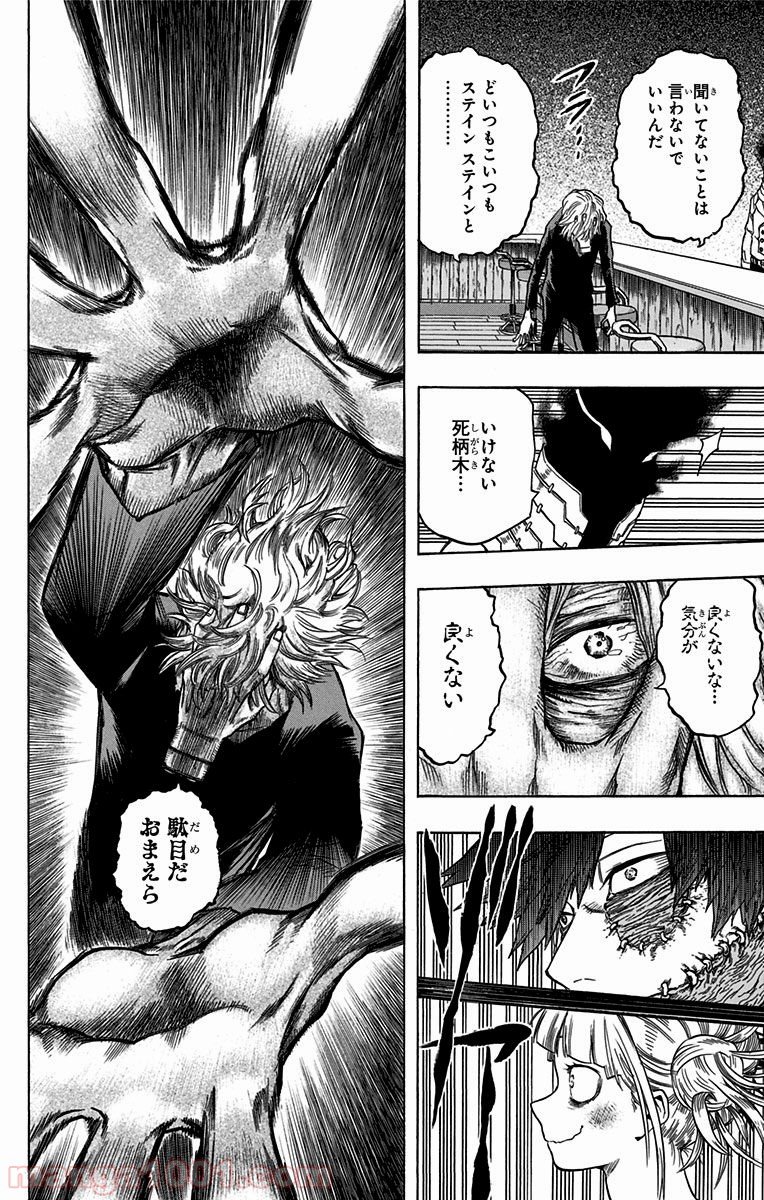 聞いてないことは
言わないで
いいんだ
どいつもこいつも
ステイン ステインと
…………
フラ
いけない
死柄木…
良くないな…
気分が
良くない
駄目だ
おまえら
manga1001.com